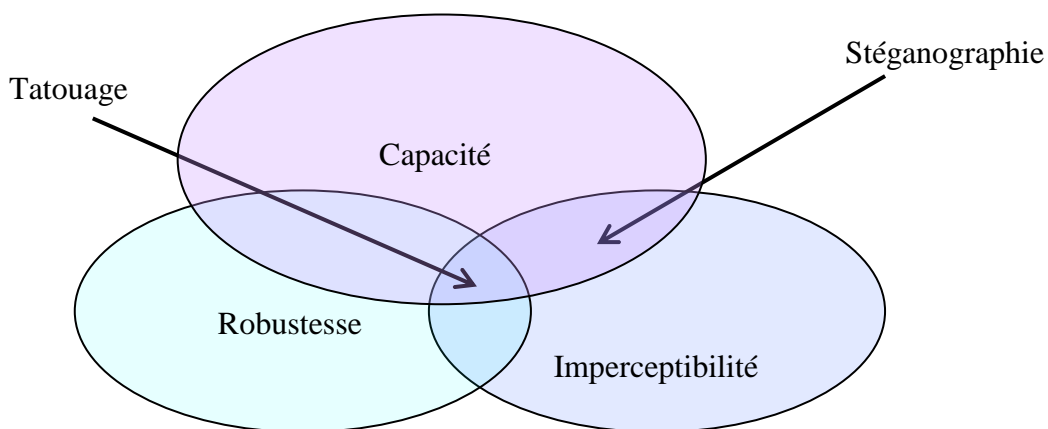 Stéganographie
Tatouage
Capacité
Robustesse
Imperceptibilité